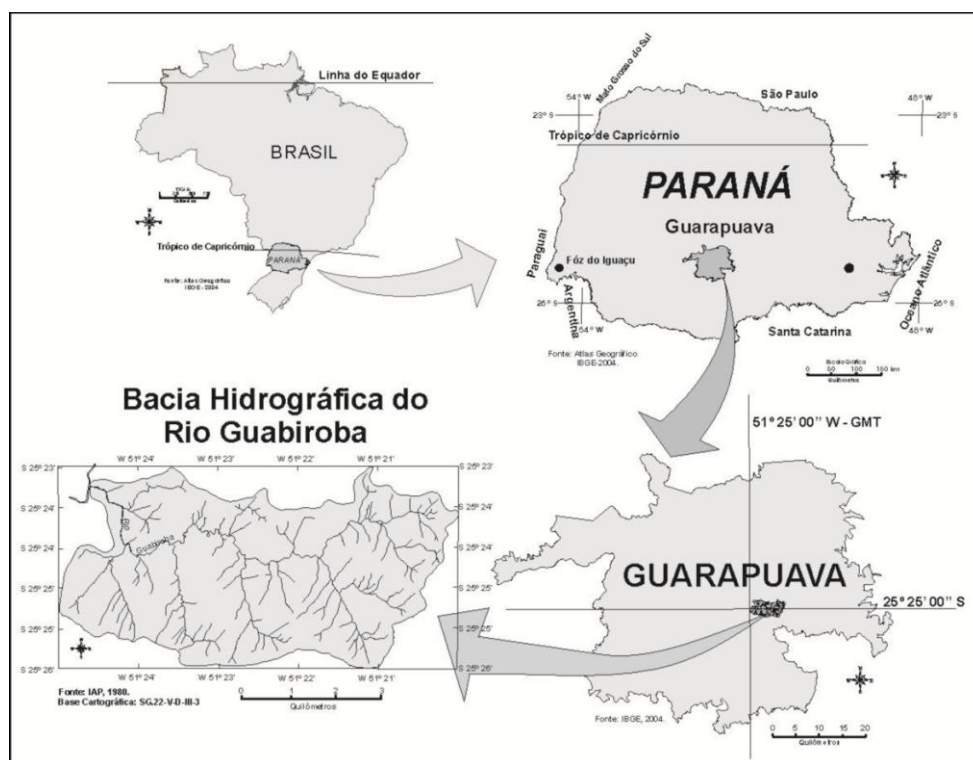 Linha do Equador
BRASIL
Trópico de Capricórnio
PARANÁ
Fonte: Atlas Geográfico
IBGE - 2004
Mato Grosso do Sul
54° W
23° S
São Paulo
48° W
23° S
Trópico de Capricórnio
PARANÁ
Guarapuava
Paraguai
Fóz do Iguaçu
Argentina
Oceano Atlântico
26° S
54° W
26° S
48° W
Santa Catarina
Fonte: Atlas Geográfico
IBGE-2004.
Escala Gráfica
0 50 100 150 km
Quilômetros
Bacia Hidrográfica do
Rio Guabiroba
W 51° 24' W 51° 23' W 51° 22' W 51° 21'
S 25° 23' S 25° 23'
S 25° 24' S 25° 24'
S 25° 24' S 25° 24'
S 25° 25' S 25° 25'
S 25° 25' S 25° 25'
S 25° 26' S 25° 26'
Rio
Guabiroba
W 51° 24' W 51° 23' W 51° 22' W 51° 21'
Fonte: IAP, 1980.
Base Cartográfica: SG.22-V-D-III-3
0 1 2 3
Quilômetros
51° 25' 00'' W - GMT
GUARAPUAVA
25° 25' 00'' S
Fonte: IBGE, 2004.
0 5 10 15 20
Quilômetros